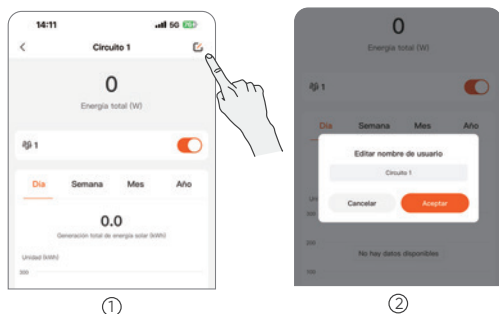 14:11
5G 76
Circuito 1
0
Energía total (W)
1
Día Semana Mes Año
0.0
Generación total de energía solar (kWh)
Unidad (kWh)
300
①
0
Energía total (W)
1
Día Semana Mes Año
Editar nombre de usuario
Circuito 1
Cancelar Aceptar
300
200
No hay datos disponibles
100
②